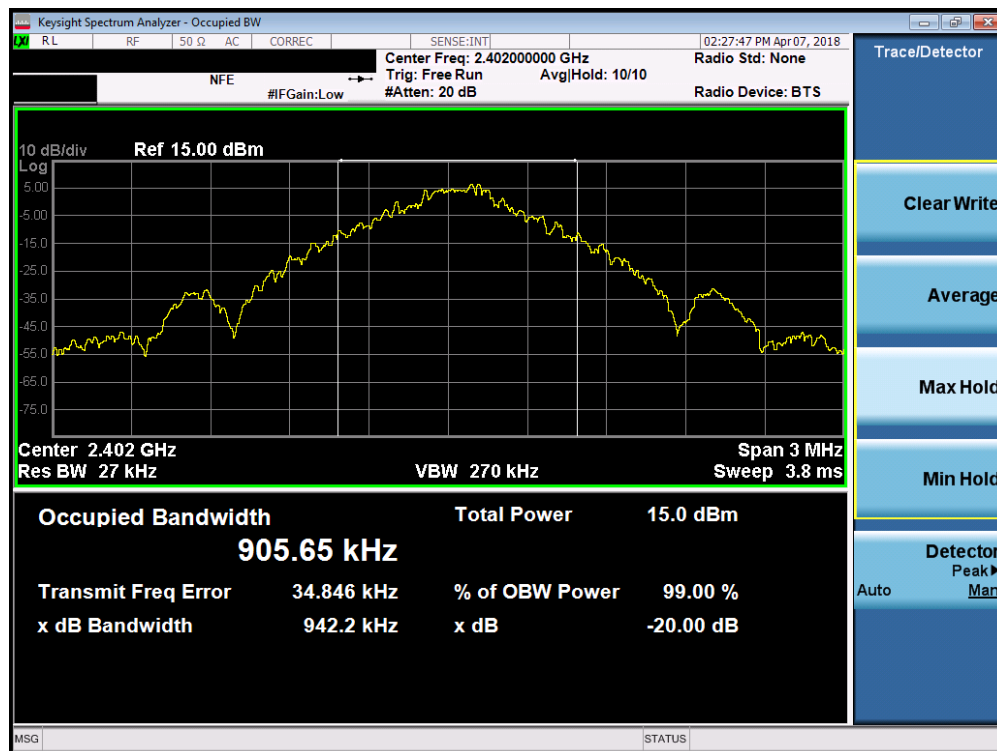 Keysight Spectrum Analyzer - Occupied BW
LXI RL RF 50 Ω AC CORREC SENSE:INT 02:27:47 PM Apr 07, 2018
Center Freq: 2.402000000 GHz Radio Std: None
NFE Trig: Free Run Avg|Hold: 10/10
#IFGain:Low #Atten: 20 dB Radio Device: BTS
10 dB/div Ref 15.00 dBm
Log
5.00
-5.00
-15.0
-25.0
-35.0
-45.0
-55.0
-65.0
-75.0
Center 2.402 GHz Span 3 MHz
Res BW 27 kHz VBW 270 kHz Sweep 3.8 ms
Occupied Bandwidth Total Power 15.0 dBm
905.65 kHz
Transmit Freq Error 34.846 kHz % of OBW Power 99.00 %
x dB Bandwidth 942.2 kHz x dB -20.00 dB
MSG STATUS
Trace/Detector
Clear Write
Average
Max Hold
Min Hold
Detector
Peak▶
Auto Man